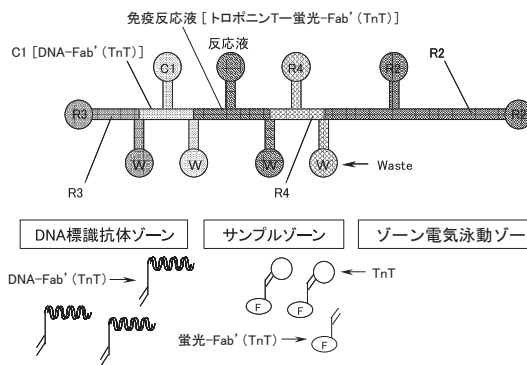 免疫反応液 [ トロポニンT―蛍光-Fab' (TnT) ]
C1 [DNA-Fab' (TnT) ]
反応液
R4
R2
C1
R4
R2
R3
R2
W
W
W
W
Waste
R3
R4
DNA標識抗体ゾーン
サンプルゾーン
ゾーン電気泳動ゾー
DNA-Fab' (TnT)
TnT
F
F
蛍光-Fab' (TnT)
F